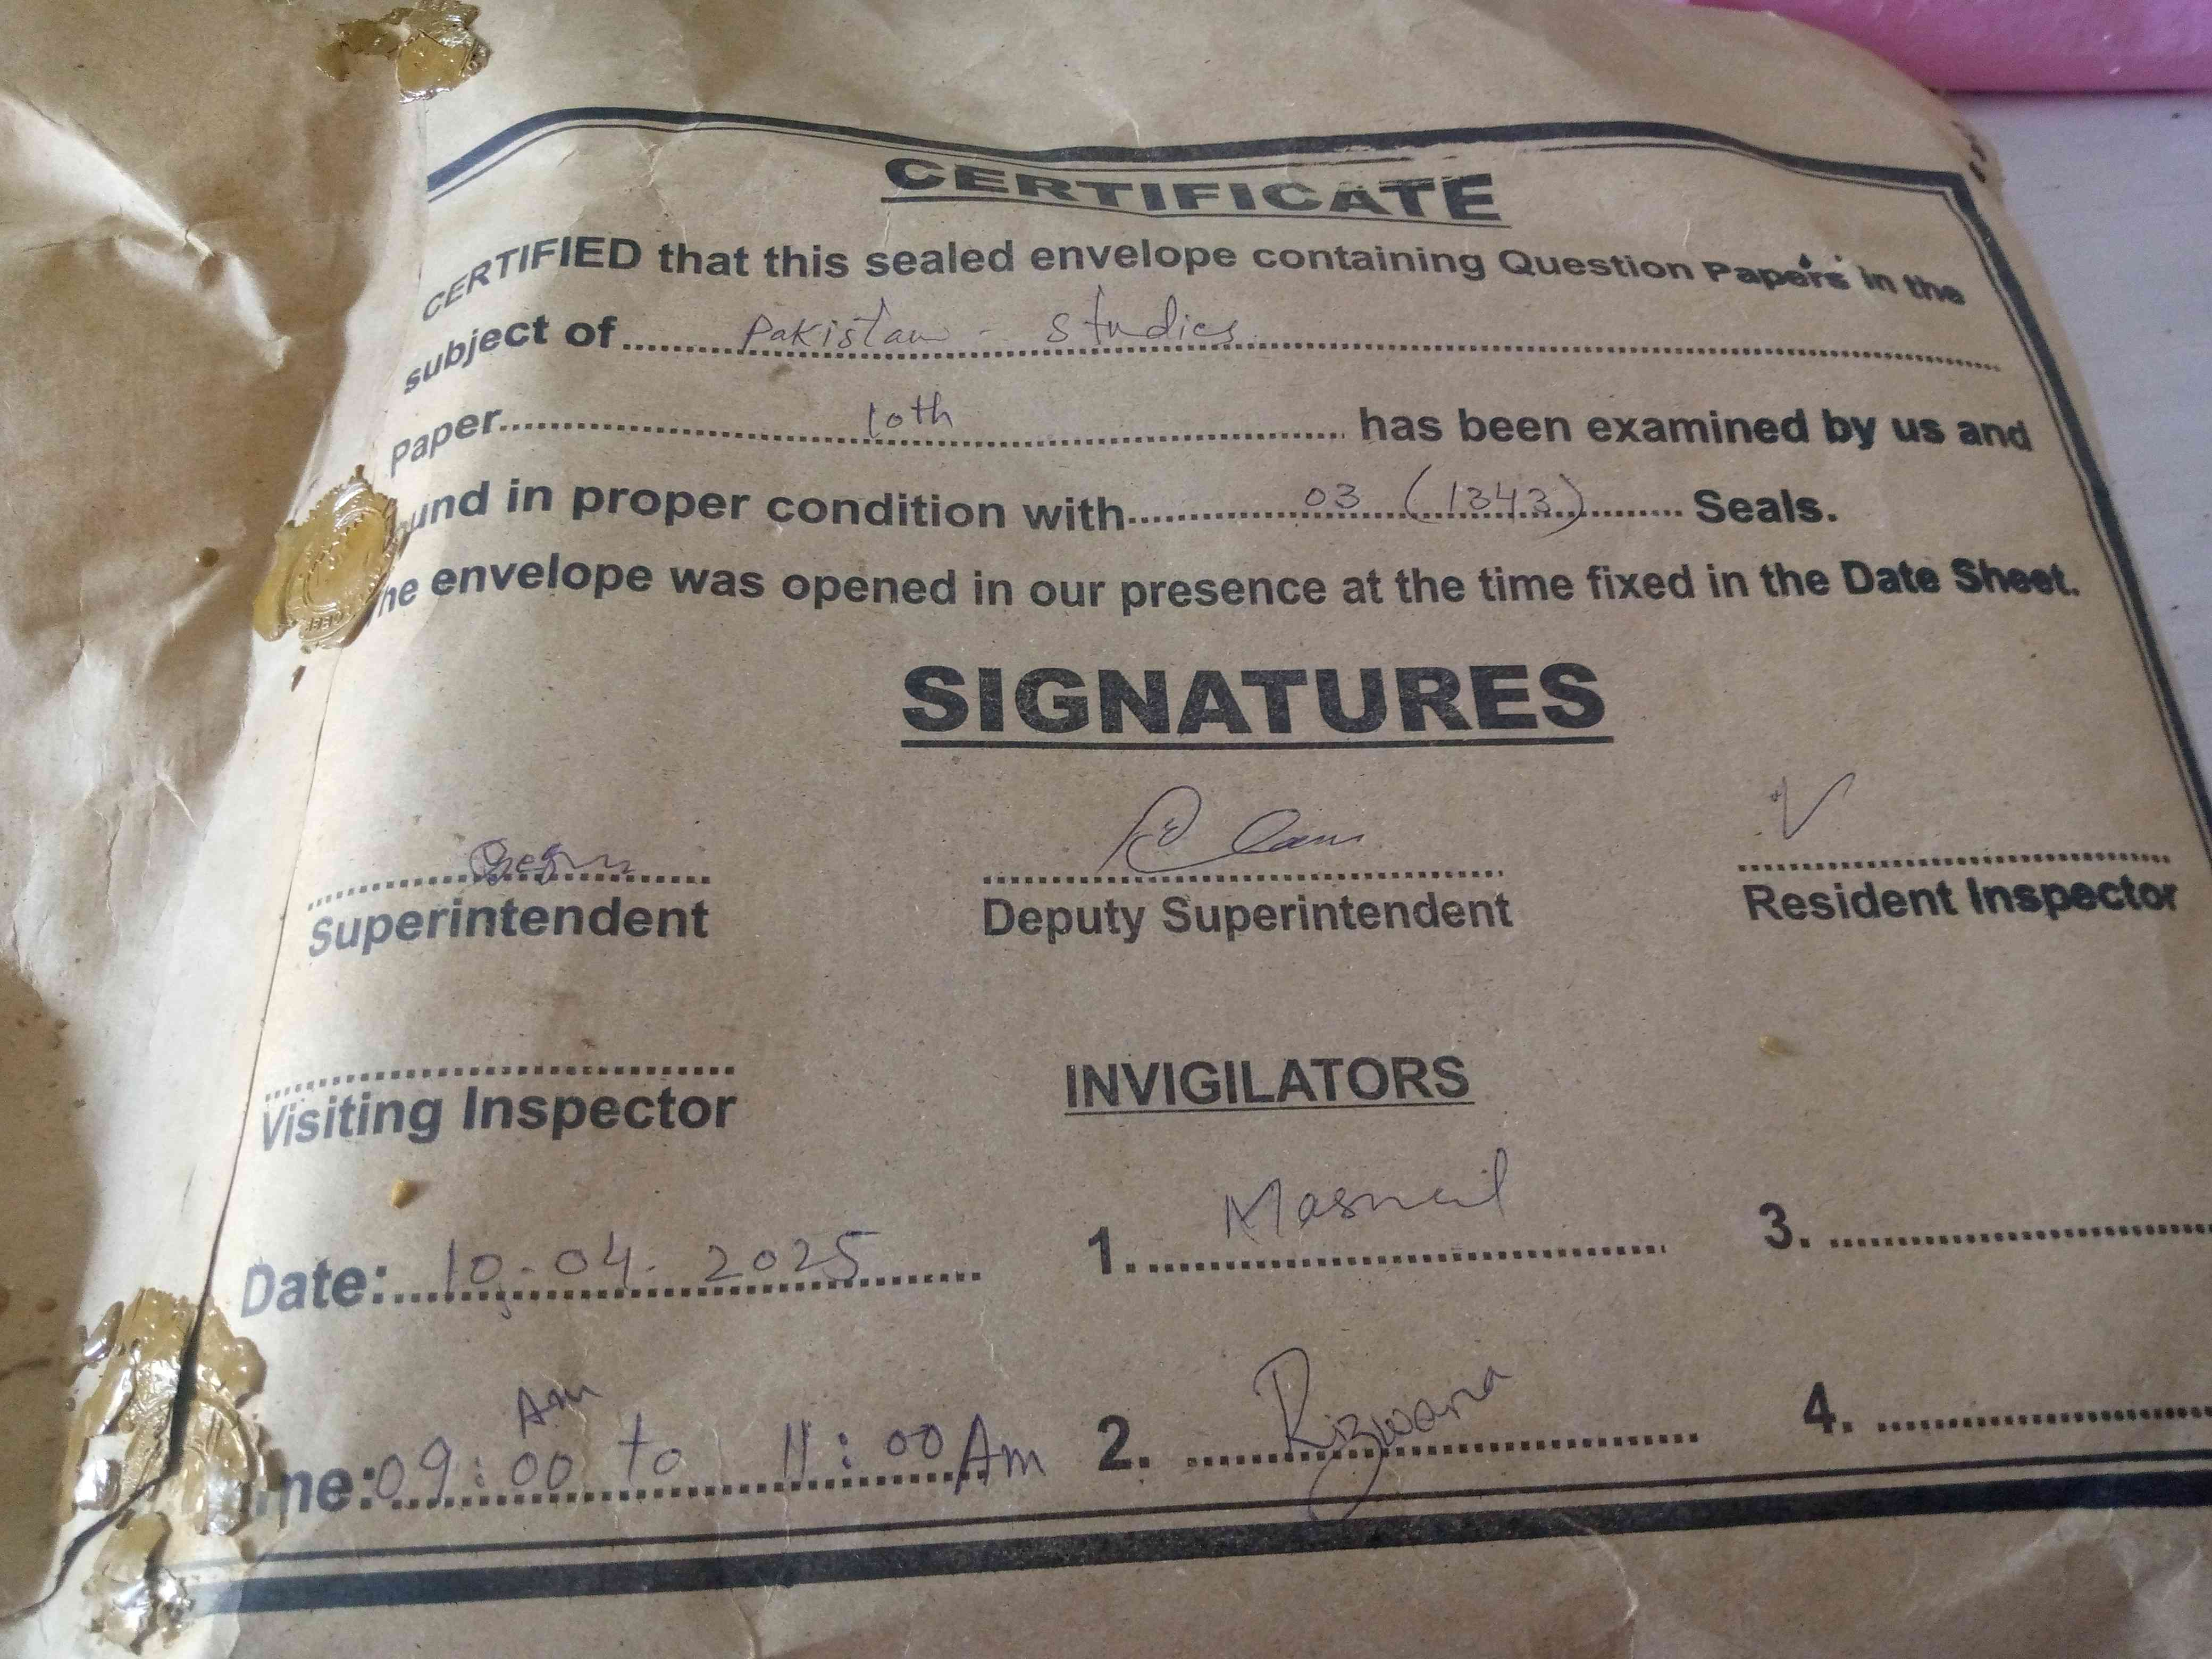 CERTIFICATE
CERTIFIED that this sealed envelope containing Question Papers in the
subject of Pakistan - Studies
Paper 10th has been examined by us and
ound in proper condition with 03 (1343) Seals.
he envelope was opened in our presence at the time fixed in the Date Sheet.
SIGNATURES
Superintendent Deputy Superintendent Resident Inspector
Visiting Inspector INVIGILATORS
Date: 10.04.2025 1. 3.
me: 09:00 Am to 11:00 Am 2. Rizwana 4.